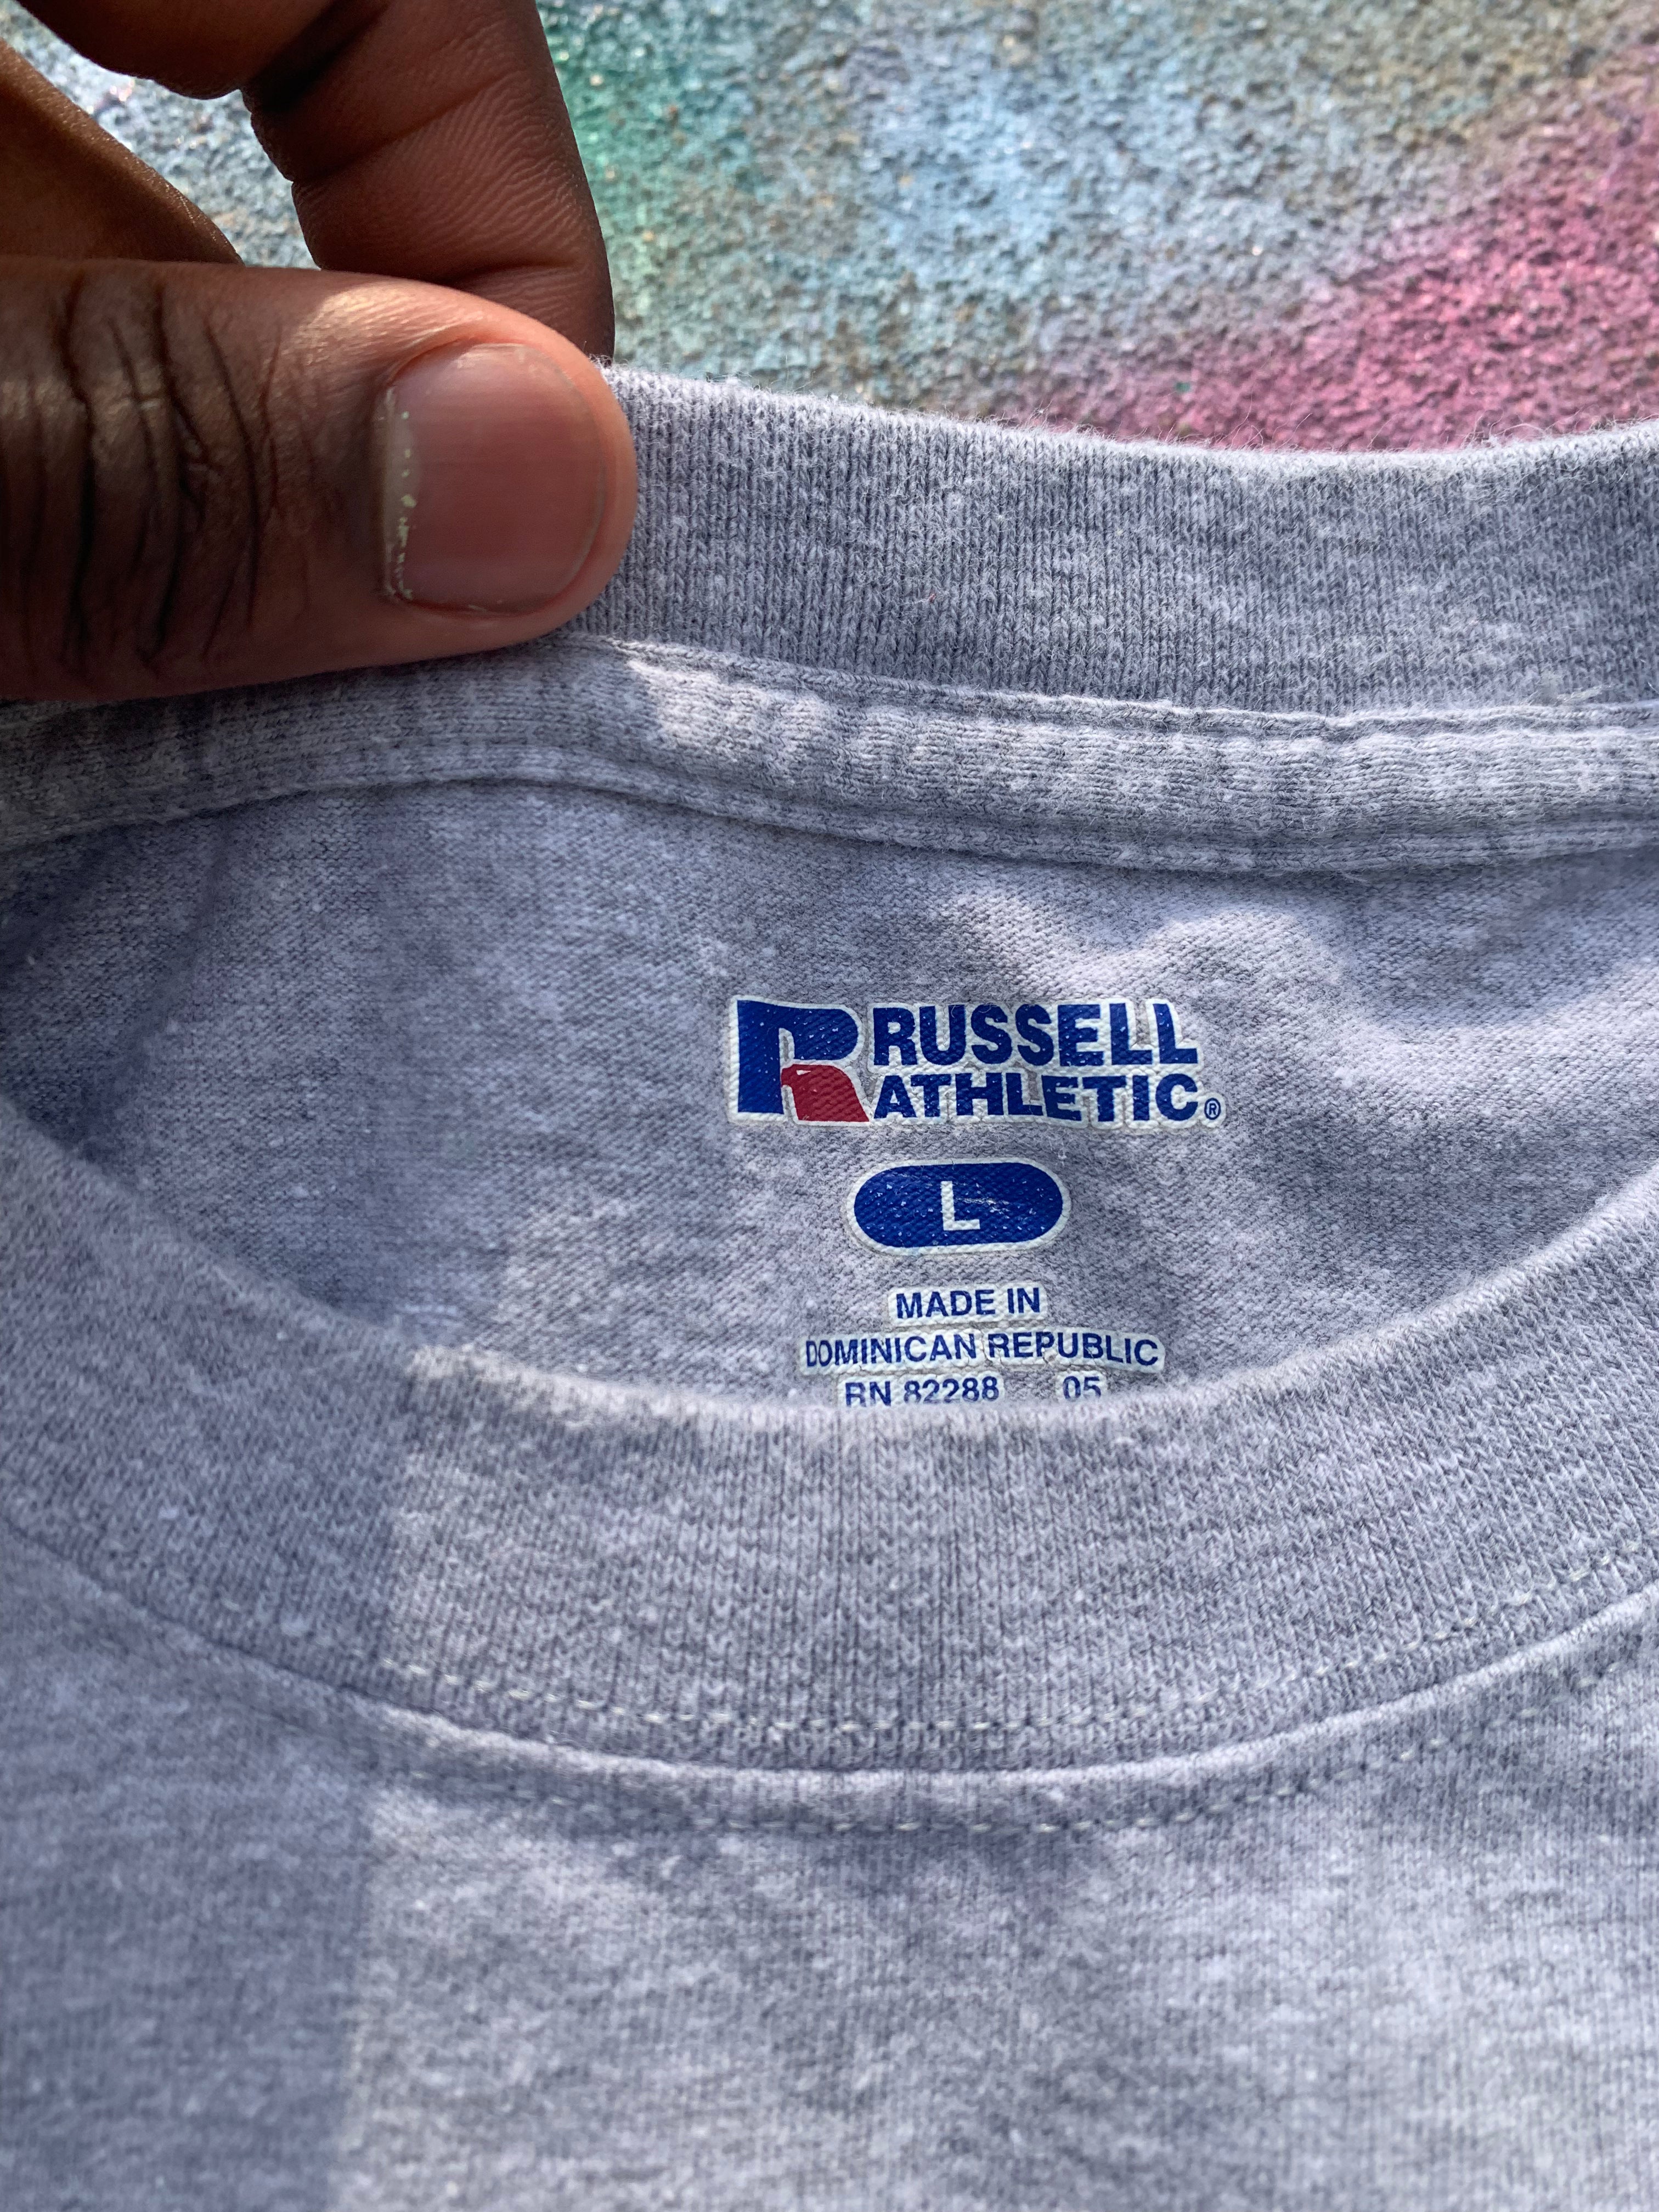 RUSSELL
ATHLETIC®
L
MADE IN
DOMINICAN REPUBLIC
RN 82288 05